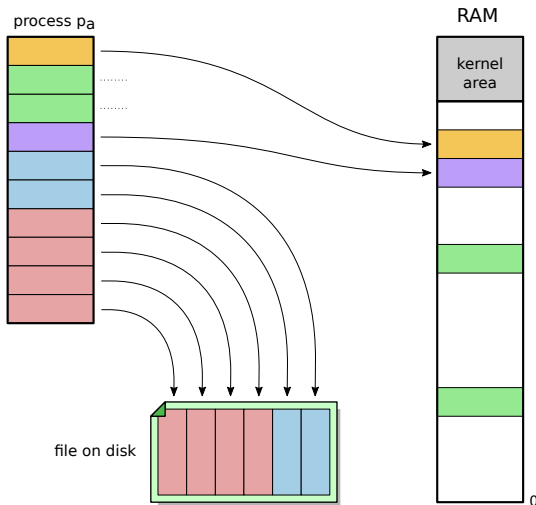 process pa
RAM
kernel
area
file on disk
0